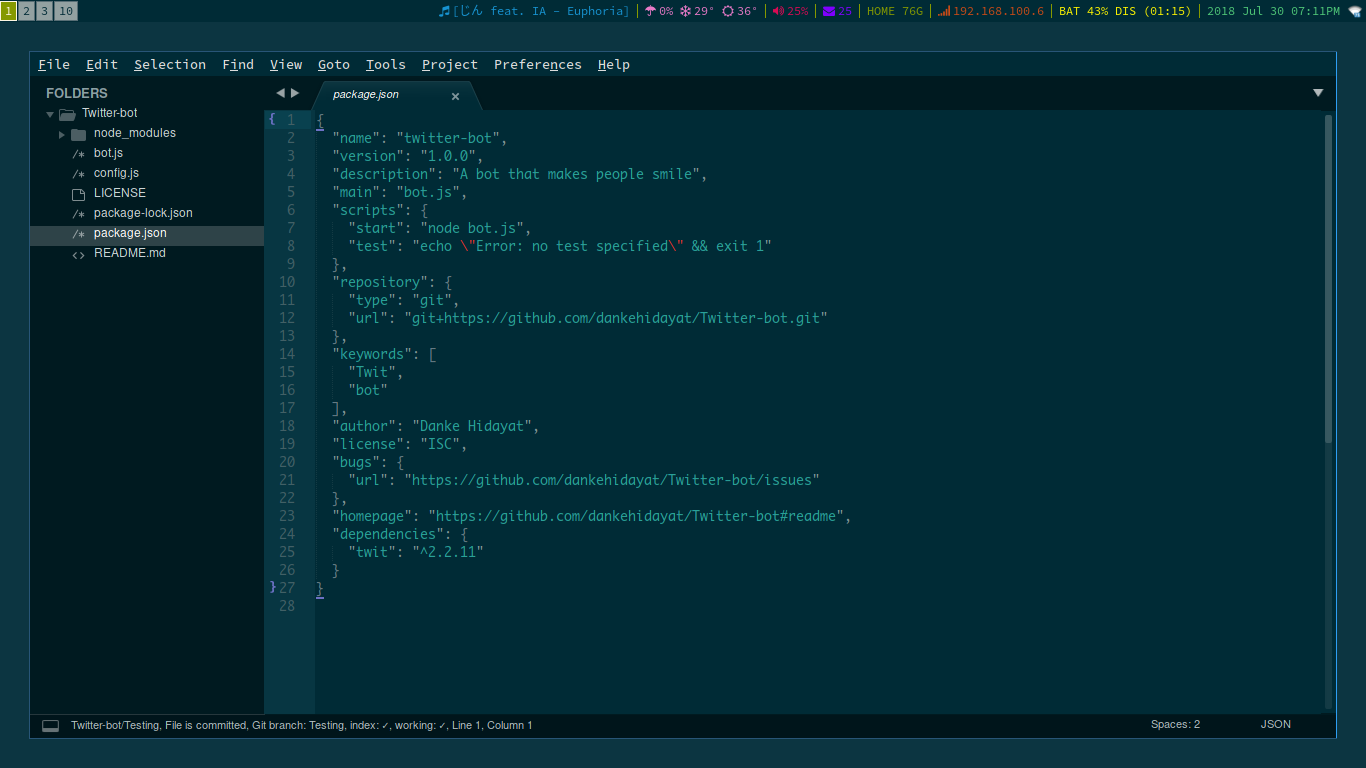 1 2 3 10 [じん feat. IA - Euphoria] | 0% 29° 36° | 25% | 25 | HOME 76G | 192.168.100.6 | BAT 43% DIS (01:15) | 2018 Jul 30 07:11PM
File Edit Selection Find View Goto Tools Project Preferences Help
FOLDERS
Twitter-bot
node_modules
/* bot.js
/* config.js
LICENSE
/* package-lock.json
/* package.json
<> README.md
package.json ×
{ 1 {
2 "name": "twitter-bot",
3 "version": "1.0.0",
4 "description": "A bot that makes people smile",
5 "main": "bot.js",
6 "scripts": {
7 "start": "node bot.js",
8 "test": "echo \"Error: no test specified\" && exit 1"
9 },
10 "repository": {
11 "type": "git",
12 "url": "git+https://github.com/dankehidayat/Twitter-bot.git"
13 },
14 "keywords": [
15 "Twit",
16 "bot"
17 ],
18 "author": "Danke Hidayat",
19 "license": "ISC",
20 "bugs": {
21 "url": "https://github.com/dankehidayat/Twitter-bot/issues"
22 },
23 "homepage": "https://github.com/dankehidayat/Twitter-bot#readme",
24 "dependencies": {
25 "twit": "^2.2.11"
26 }
} 27 }
28
Twitter-bot/Testing, File is committed, Git branch: Testing, index: ✓, working: ✓, Line 1, Column 1 Spaces: 2 JSON